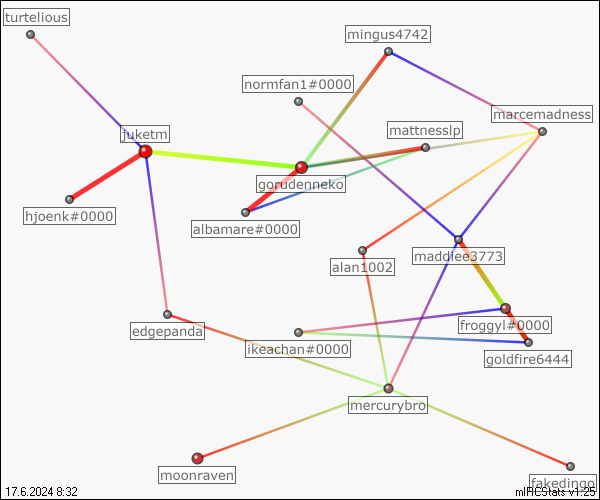 turtelious
mingus4742
normfan1#0000
marcemadness
juketm
mattnesslp
gorudenneko
hjoenk#0000
albamare#0000
maddiee3773
alan1002
froggyl#0000
edgepanda
ikeachan#0000
goldfire6444
mercurybro
moonraven
fakedingo
17.6.2024 8:32
mIRCStats v1.25